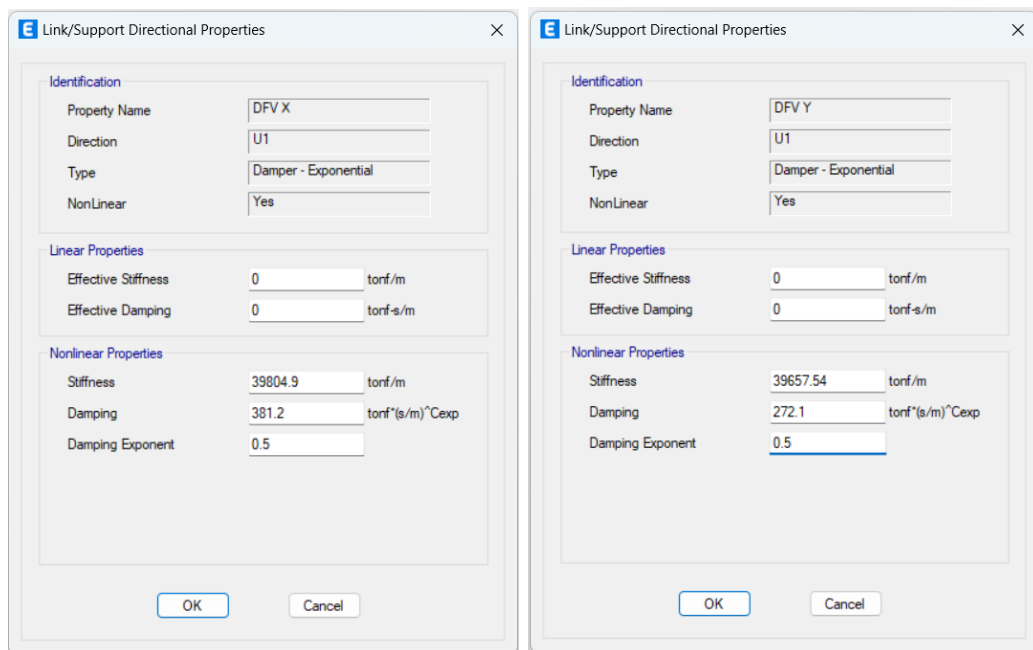 E Link/Support Directional Properties
Identification
Property Name DFV X
Direction U1
Type Damper - Exponential
NonLinear Yes
Linear Properties
Effective Stiffness 0 tonf/m
Effective Damping 0 tonf-s/m
Nonlinear Properties
Stiffness 39804.9 tonf/m
Damping 381.2 tonf*(s/m)^Cexp
Damping Exponent 0.5
OK Cancel
E Link/Support Directional Properties
Identification
Property Name DFV Y
Direction U1
Type Damper - Exponential
NonLinear Yes
Linear Properties
Effective Stiffness 0 tonf/m
Effective Damping 0 tonf-s/m
Nonlinear Properties
Stiffness 39657.54 tonf/m
Damping 272.1 tonf*(s/m)^Cexp
Damping Exponent 0.5
OK Cancel